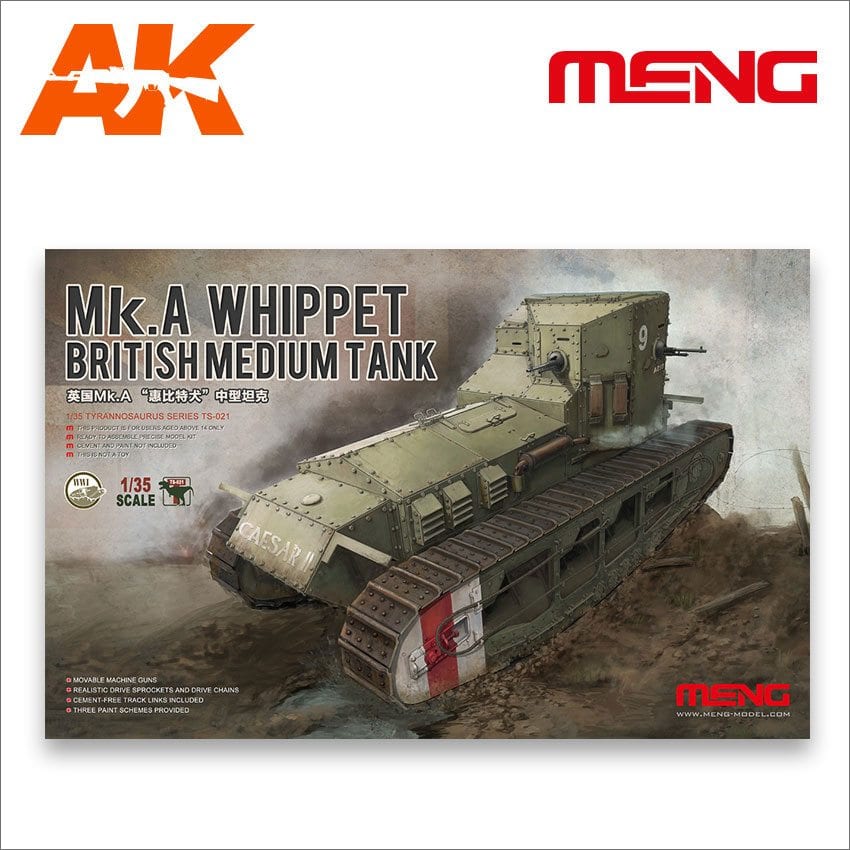 AK
MENG
Mk.A WHIPPET
BRITISH MEDIUM TANK
英国Mk.A “惠比特犬”中型坦克
1/35 TYRANNOSAURUS SERIES TS-021
THIS PRODUCT IS FOR USERS AGED ABOVE 14 ONLY
READY TO ASSEMBLE PRECISE MODEL KIT
CEMENT AND PAINT NOT INCLUDED
THIS IS NOT A TOY
WWI
1/35
SCALE
TS-021
9
CAESAR II
MOVABLE MACHINE GUNS
REALISTIC DRIVE SPROCKETS AND DRIVE CHAINS
CEMENT-FREE TRACK LINKS INCLUDED
THREE PAINT SCHEMES PROVIDED
MENG
WWW.MENG-MODEL.COM